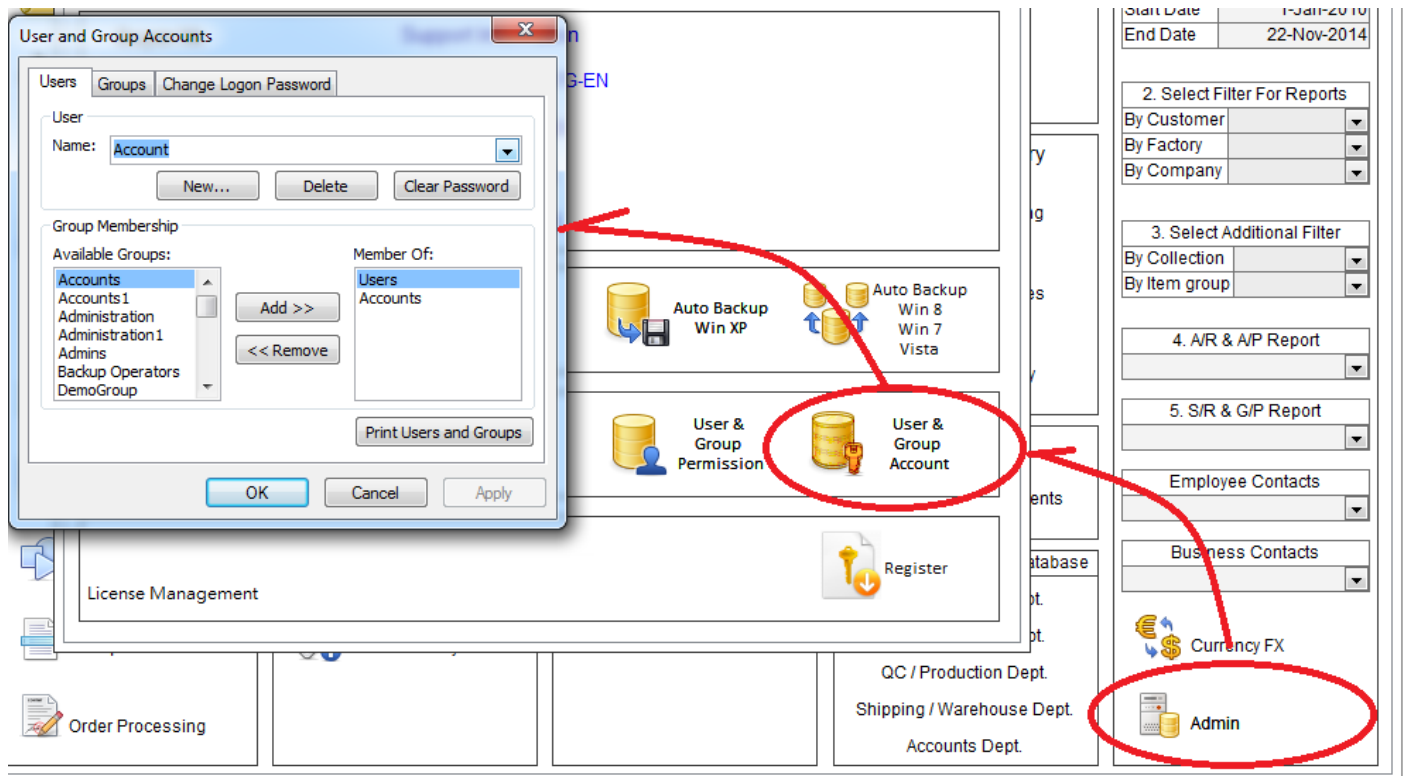 User and Group Accounts
Users
Groups
Change Logon Password
User
Name:
Account
New...
Delete
Clear Password
Group Membership
Available Groups:
Member Of:
Accounts
Accounts1
Administration
Administration1
Admins
Backup Operators
DemoGroup
Add >>
<< Remove
Users
Accounts
Print Users and Groups
OK
Cancel
Apply
n
G-EN
Auto Backup
Win XP
Auto Backup
Win 8
Win 7
Vista
User &
Group
Permission
User &
Group
Account
License Management
Register
Order Processing
ry
ng
es
y
ents
atabase
pt.
pt.
QC / Production Dept.
Shipping / Warehouse Dept.
Accounts Dept.
Start Date 1-Jan-2010
End Date 22-Nov-2014
2. Select Filter For Reports
By Customer
By Factory
By Company
3. Select Additional Filter
By Collection
By Item group
4. A/R & A/P Report
5. S/R & G/P Report
Employee Contacts
Business Contacts
Currency FX
Admin